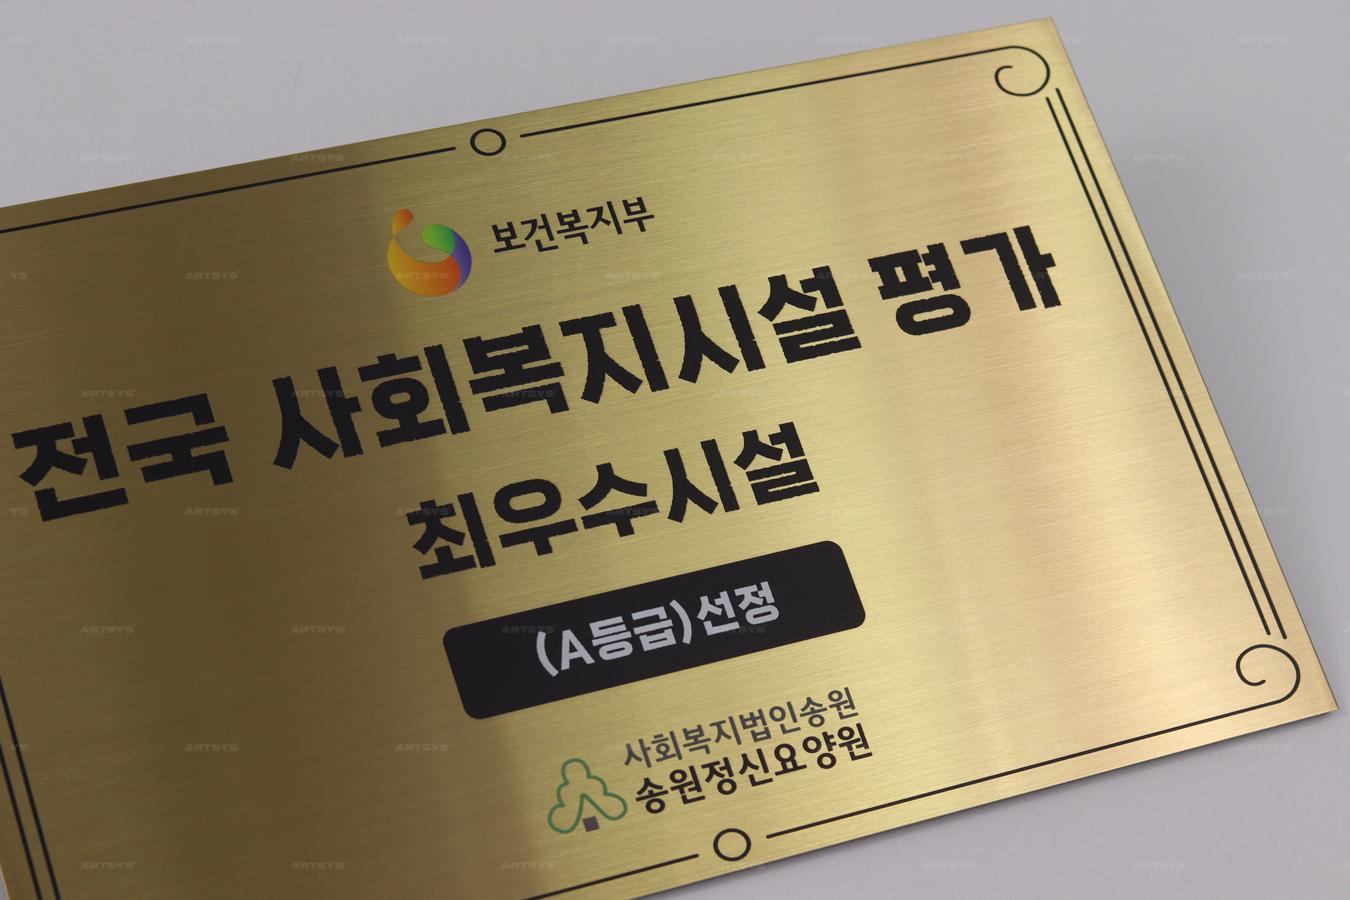 보건복지부
전국 사회복지시설 평가
최우수시설
(A등급)선정
사회복지법인송원
송원정신요양원
ARTSYS